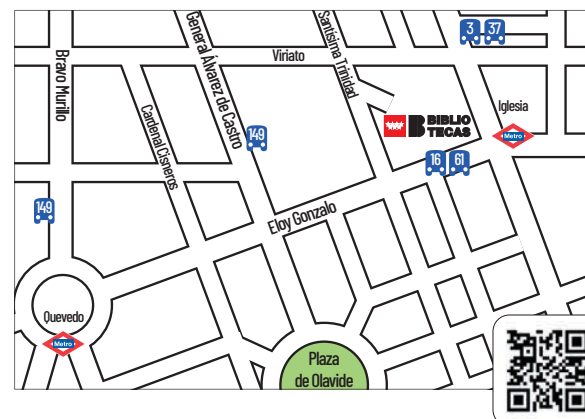 3 37
Bravo Murillo
General Álvarez de Castro
Santísima Trinidad
Viriato
Cardenal Cisneros
Iglesia
BIBLIO
TECAS
Metro
149
16 61
149
Eloy Gonzalo
Quevedo
Metro
Plaza
de Olavide